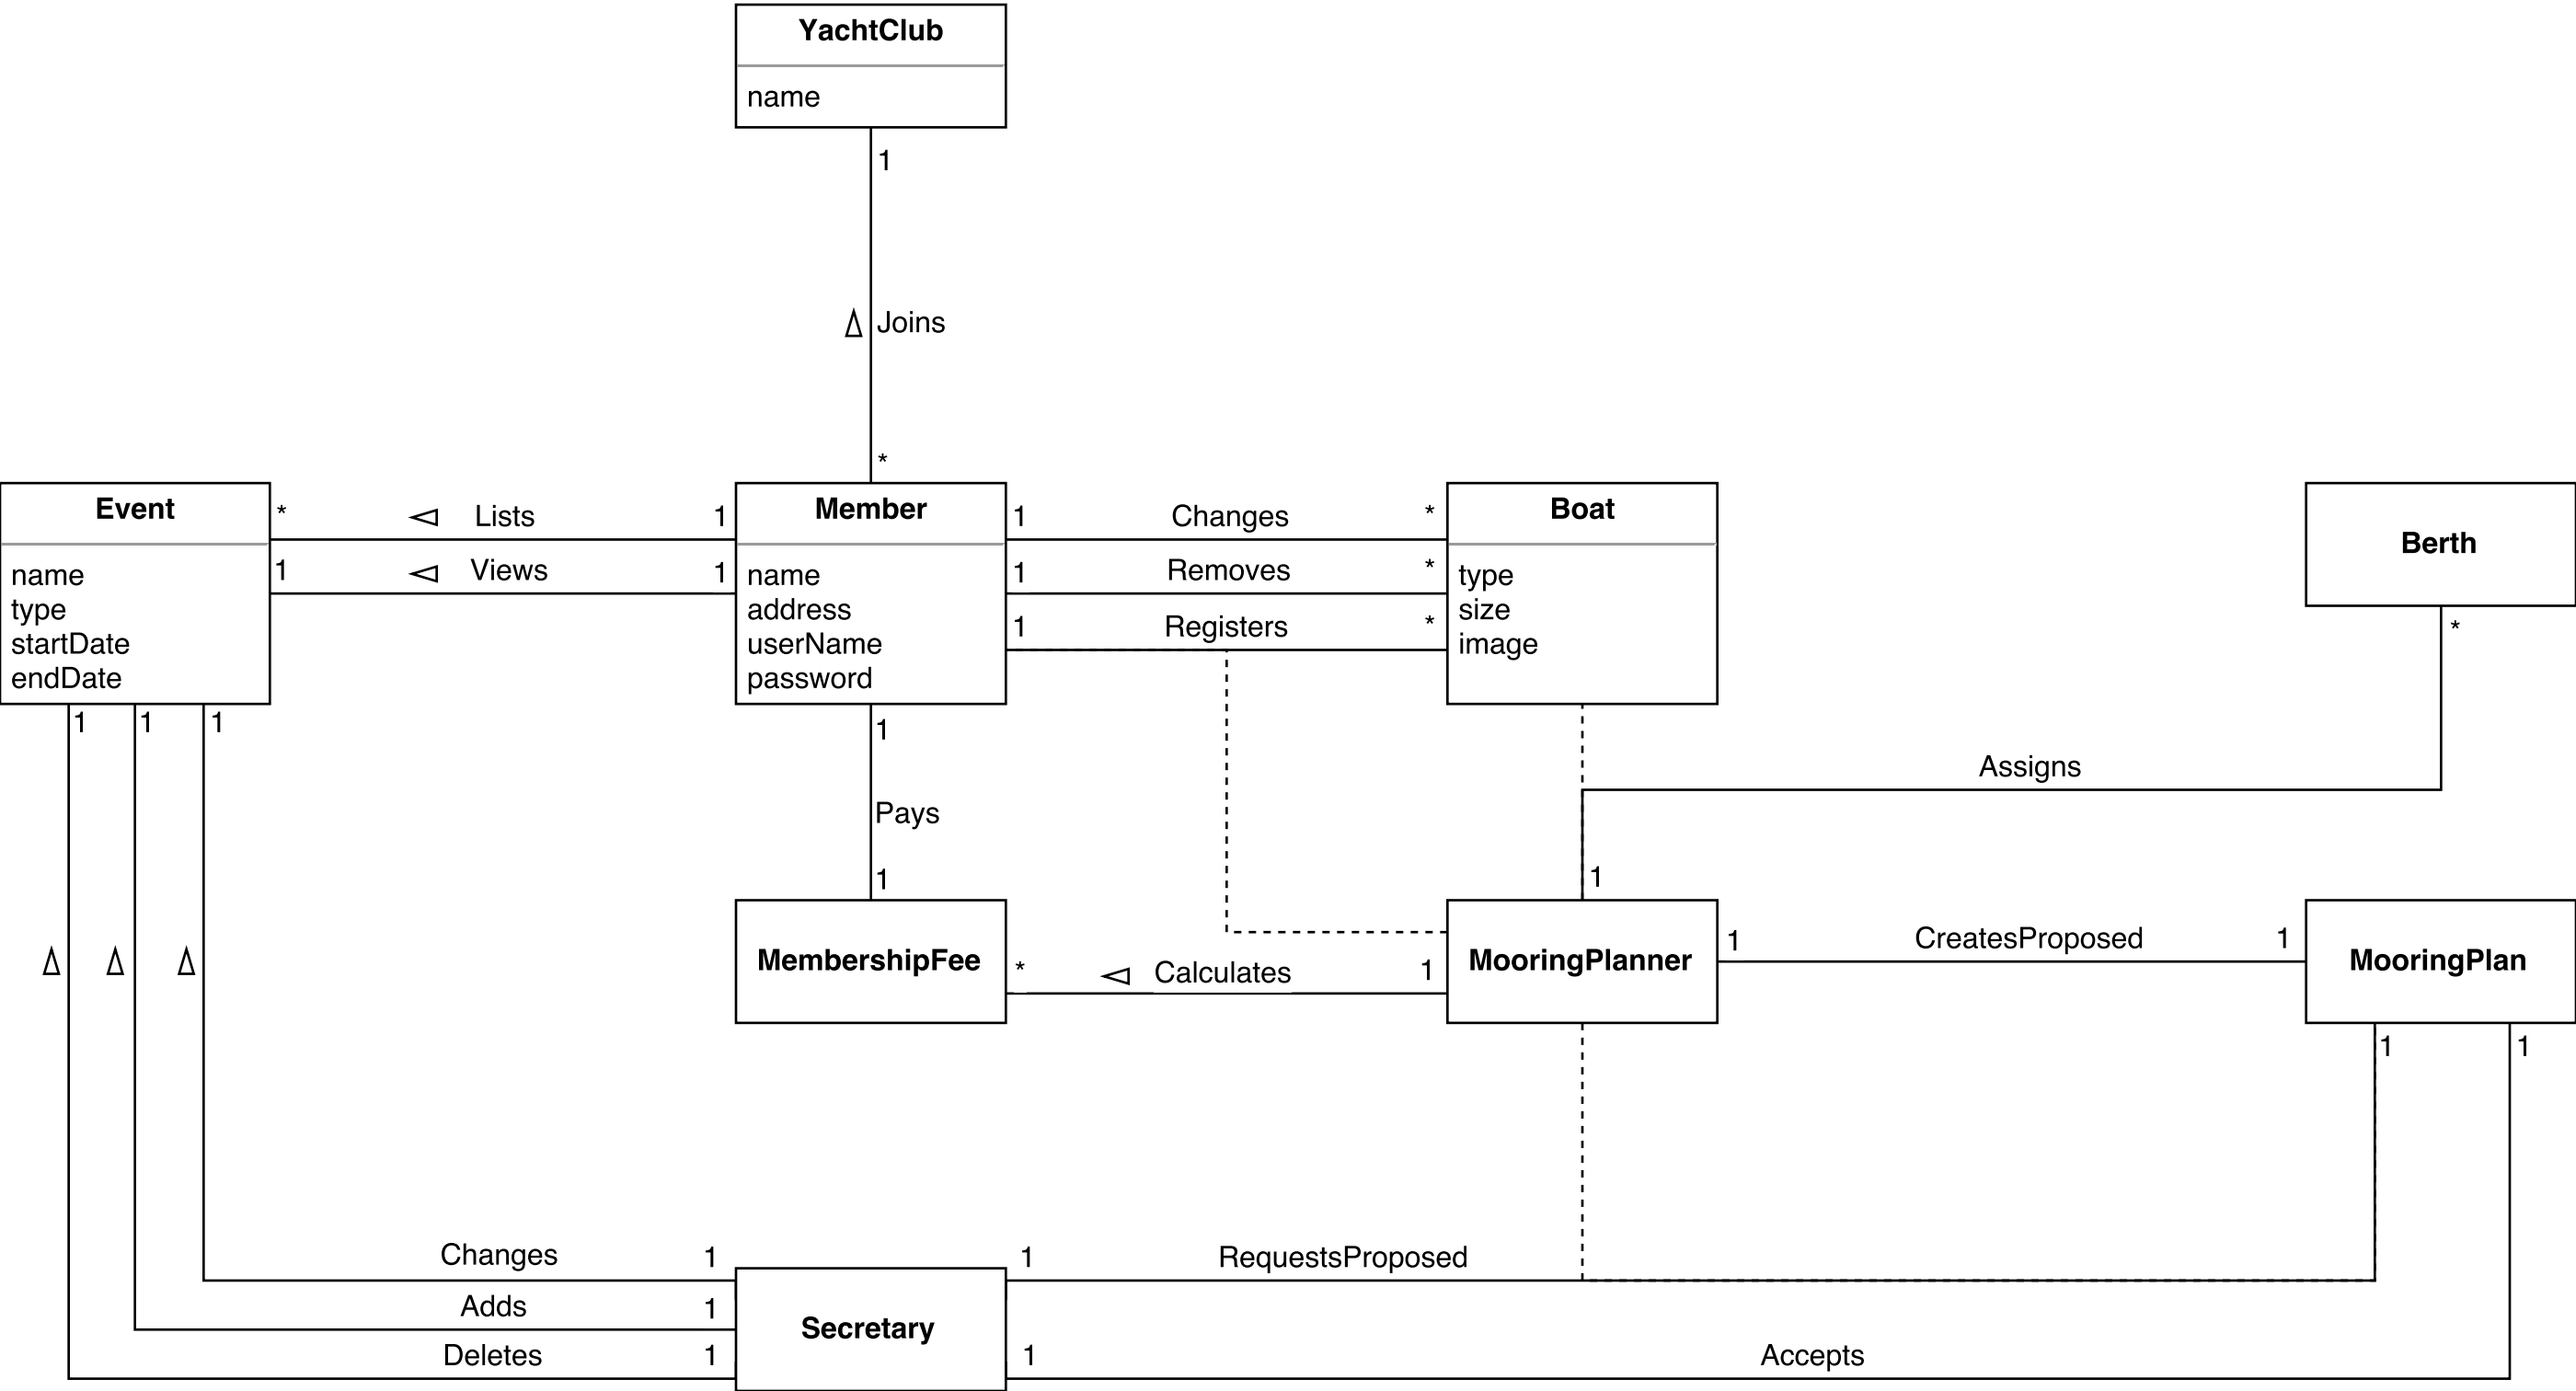 YachtClub
name
1
Joins
*
Event
name
type
startDate
endDate
* Lists 1
1 Views 1
Member
name
address
userName
password
1 Changes *
1 Removes *
1 Registers *
Boat
type
size
image
Berth
*
1
1
1
1
Pays
1
Assigns
1
MembershipFee
* Calculates 1
MooringPlanner
1 CreatesProposed 1
MooringPlan
1
1
Changes 1
Adds 1
Deletes 1
Secretary
1 RequestsProposed
1 Accepts